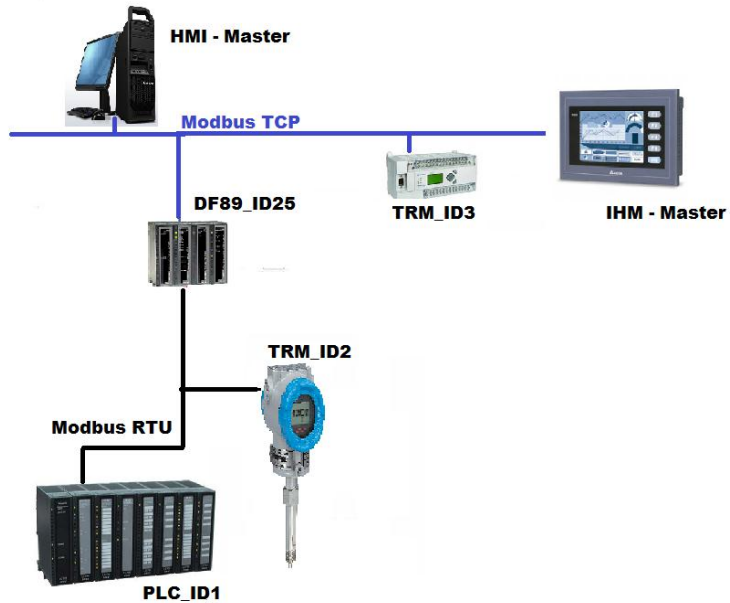 HMI - Master
Modbus TCP
DF89_ID25
TRM_ID3
IHM - Master
TRM_ID2
Modbus RTU
PLC_ID1